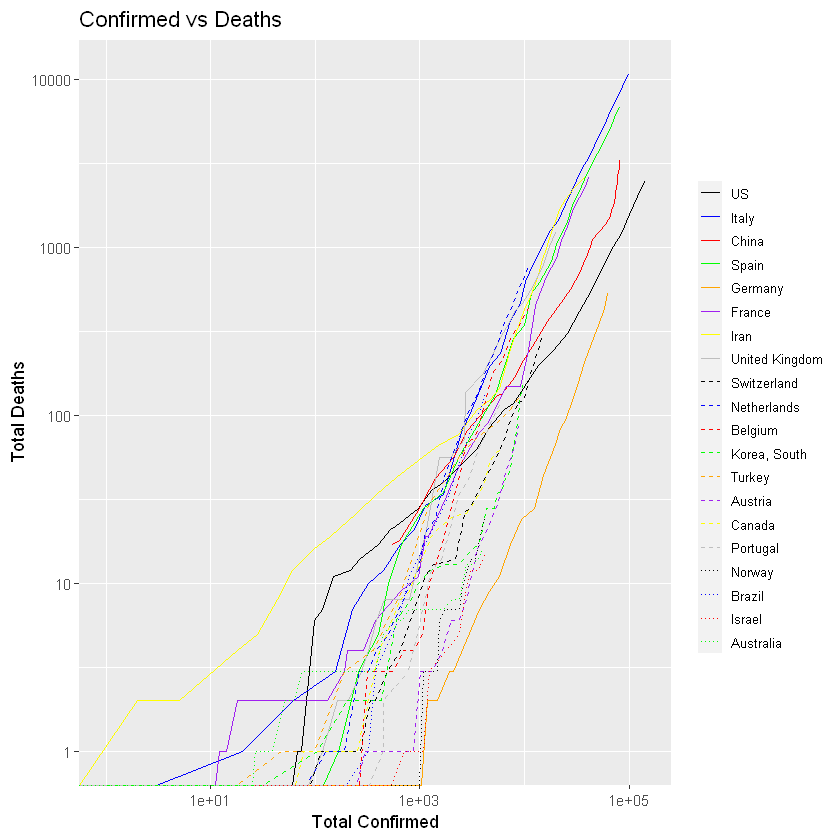 Confirmed vs Deaths
10000
1000
100
10
1
Total Deaths
1e+01
1e+03
1e+05
Total Confirmed
US
Italy
China
Spain
Germany
France
Iran
United Kingdom
Switzerland
Netherlands
Belgium
Korea, South
Turkey
Austria
Canada
Portugal
Norway
Brazil
Israel
Australia